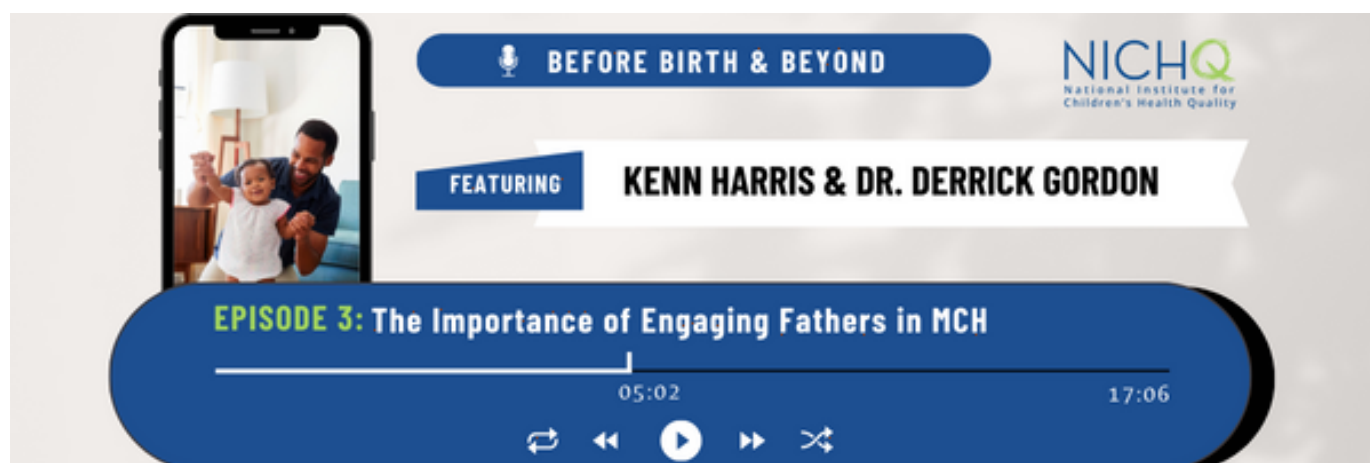 BEFORE BIRTH & BEYOND
NICHQ
National Institute for
Children's Health Quality
FEATURING
KENN HARRIS & DR. DERRICK GORDON
EPISODE 3: The Importance of Engaging Fathers in MCH
05:02
17:06